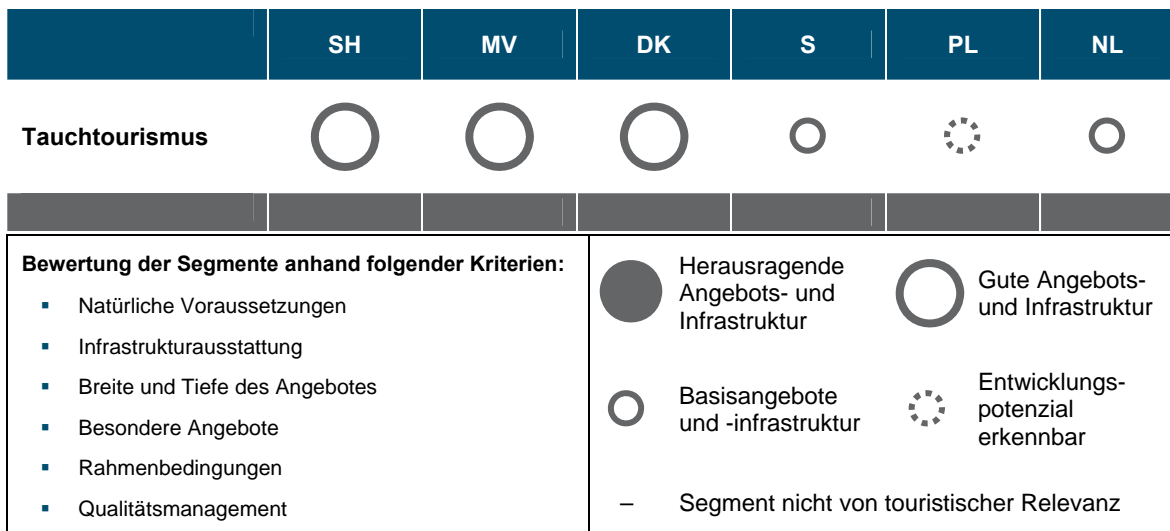 SH MV DK S PL NL
Tauchtourismus
Bewertung der Segmente anhand folgender Kriterien:
▪ Natürliche Voraussetzungen
▪ Infrastrukturausstattung
▪ Breite und Tiefe des Angebotes
▪ Besondere Angebote
▪ Rahmenbedingungen
▪ Qualitätsmanagement
Herausragende
Angebots- und
Infrastruktur
Gute Angebots-
und Infrastruktur
Basisangebote
und -infrastruktur
Entwicklungs-
potenzial
erkennbar
– Segment nicht von touristischer Relevanz